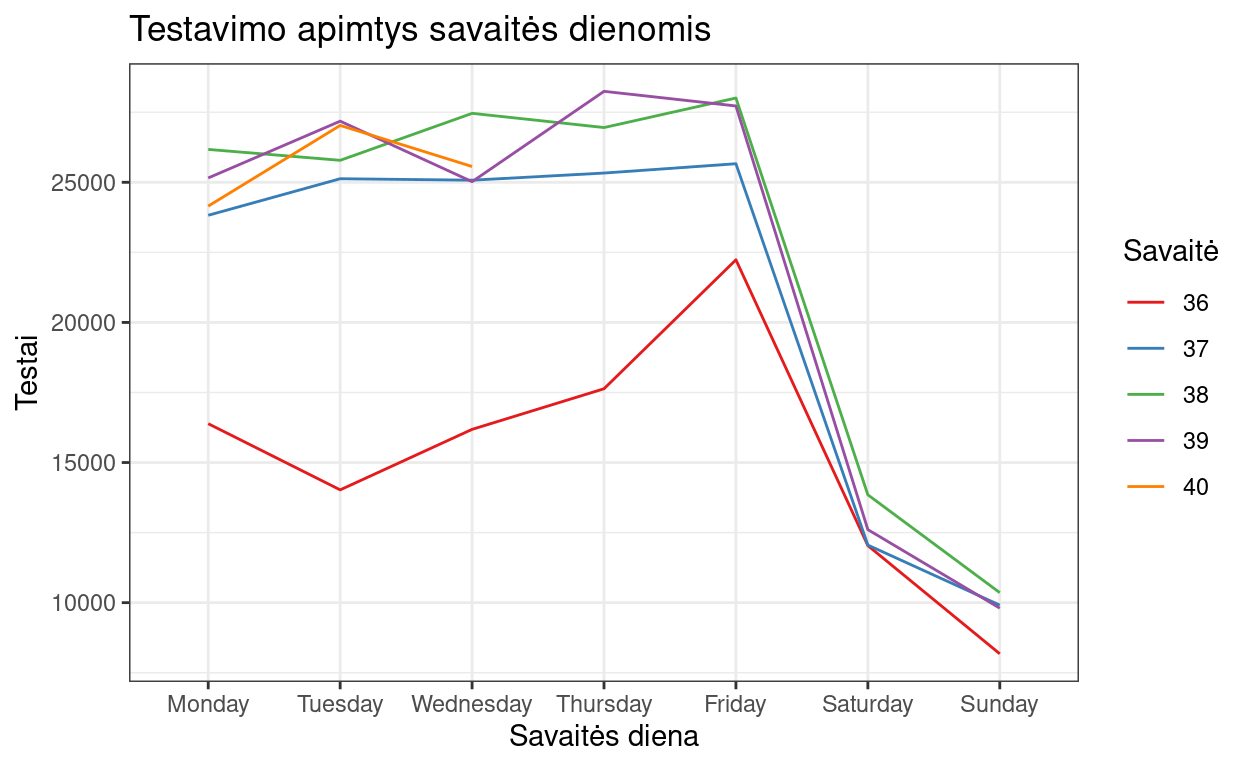 Testavimo apimtys savaitės dienomis
Testai
25000
20000
15000
10000
Monday Tuesday Wednesday Thursday Friday Saturday Sunday
Savaitės diena
Savaitė
36
37
38
39
40